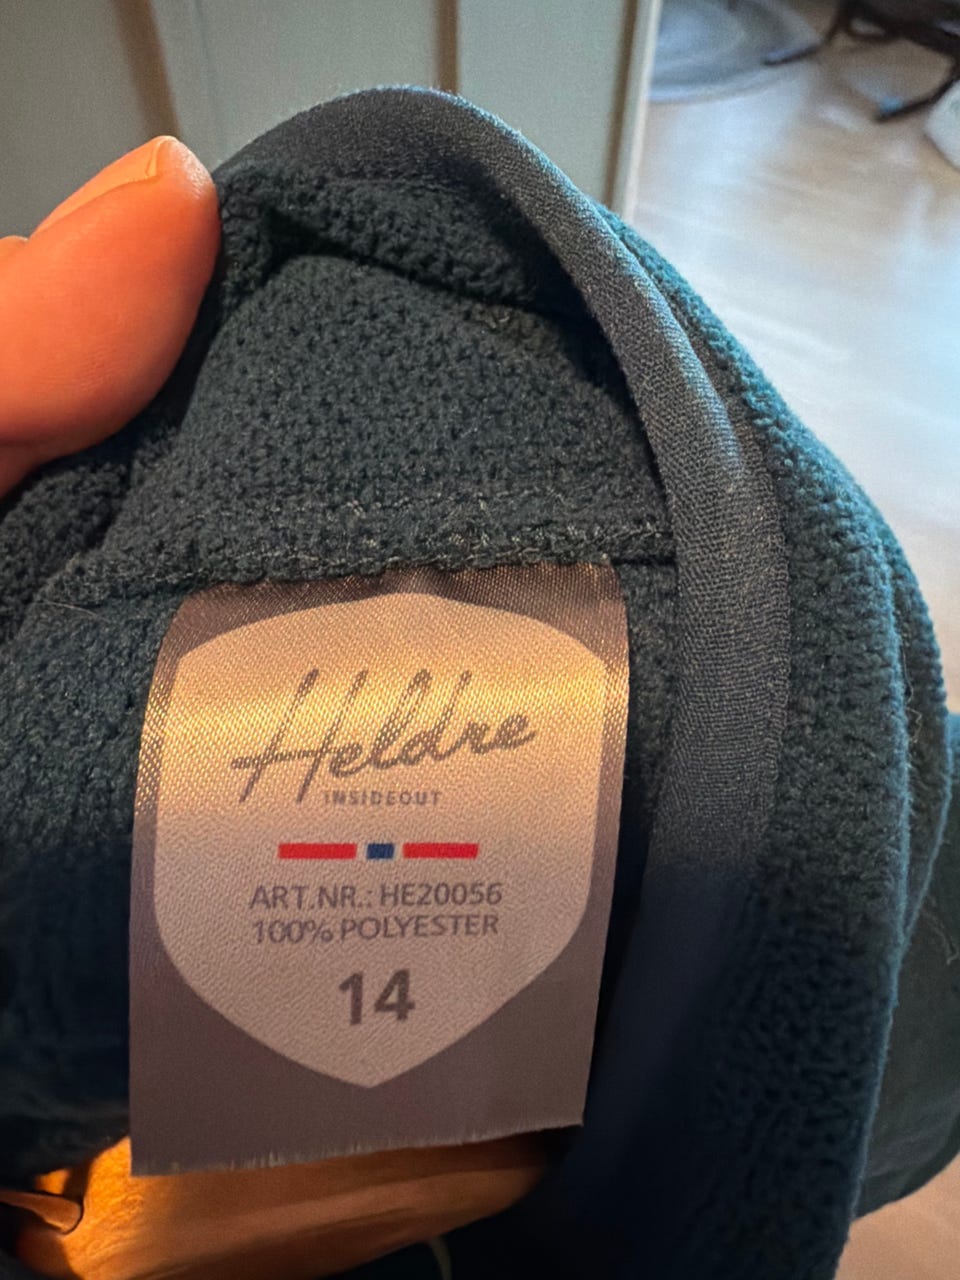 Heldre
INSIDEOUT
ART.NR.: HE20056
100% POLYESTER
14